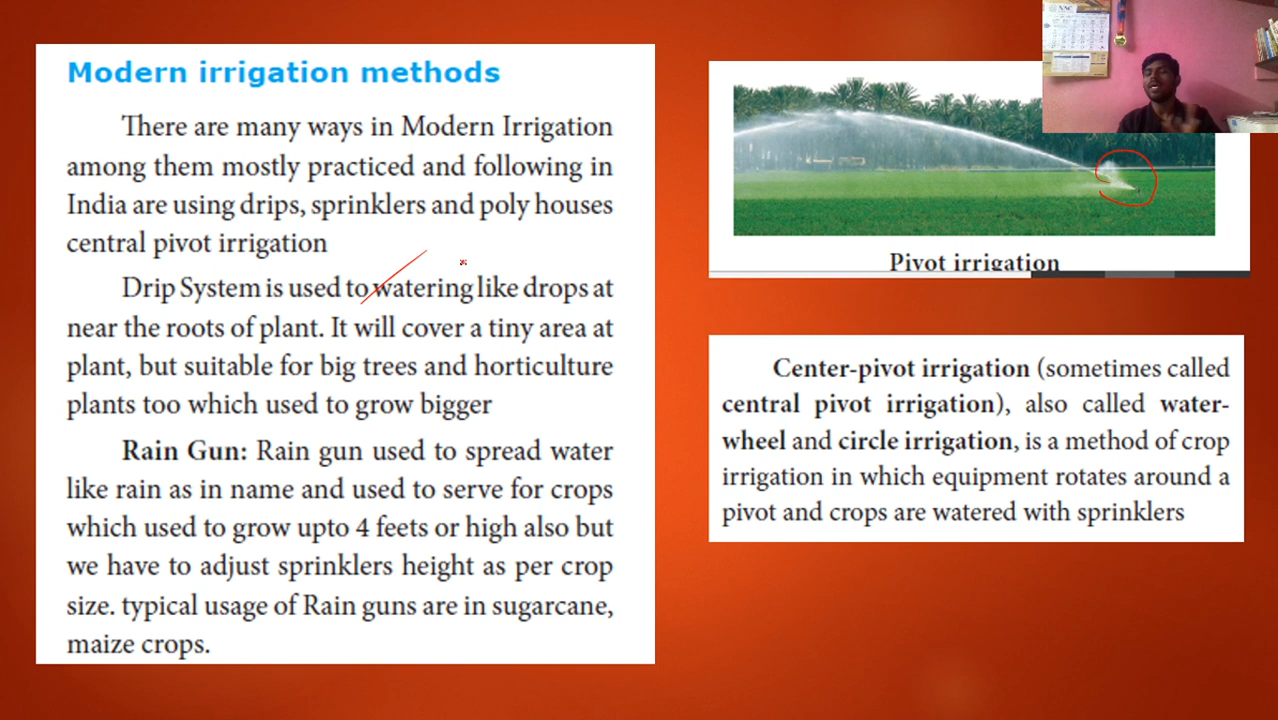 Modern irrigation methods
There are many ways in Modern Irrigation
among them mostly practiced and following in
India are using drips, sprinklers and poly houses
central pivot irrigation
Drip System is used to watering like drops at
near the roots of plant. It will cover a tiny area at
plant, but suitable for big trees and horticulture
plants too which used to grow bigger
Rain Gun: Rain gun used to spread water
like rain as in name and used to serve for crops
which used to grow upto 4 feets or high also but
we have to adjust sprinklers height as per crop
size. typical usage of Rain guns are in sugarcane,
maize crops.
Pivot irrigation
Center-pivot irrigation (sometimes called
central pivot irrigation), also called water-
wheel and circle irrigation, is a method of crop
irrigation in which equipment rotates around a
pivot and crops are watered with sprinklers